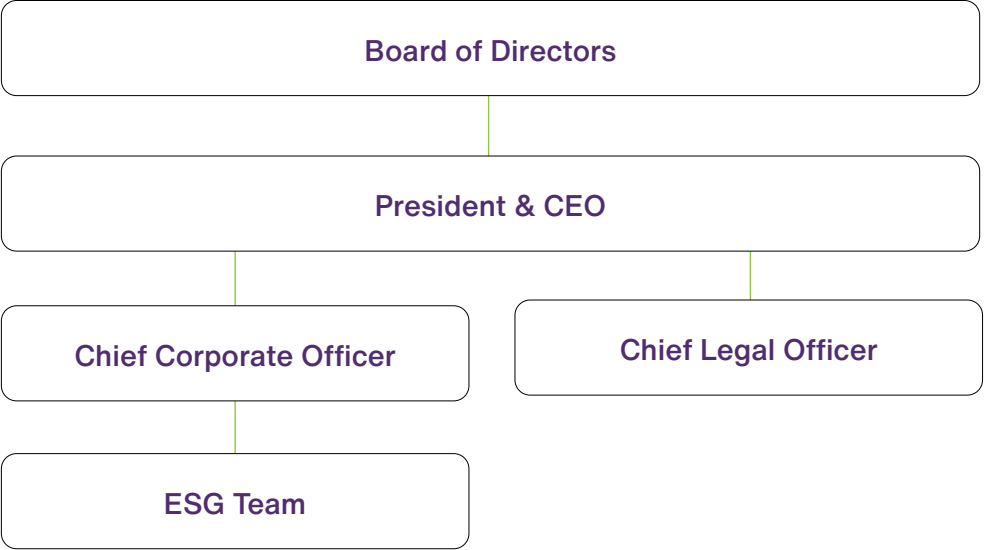 Board of Directors
President & CEO
Chief Corporate Officer
Chief Legal Officer
ESG Team